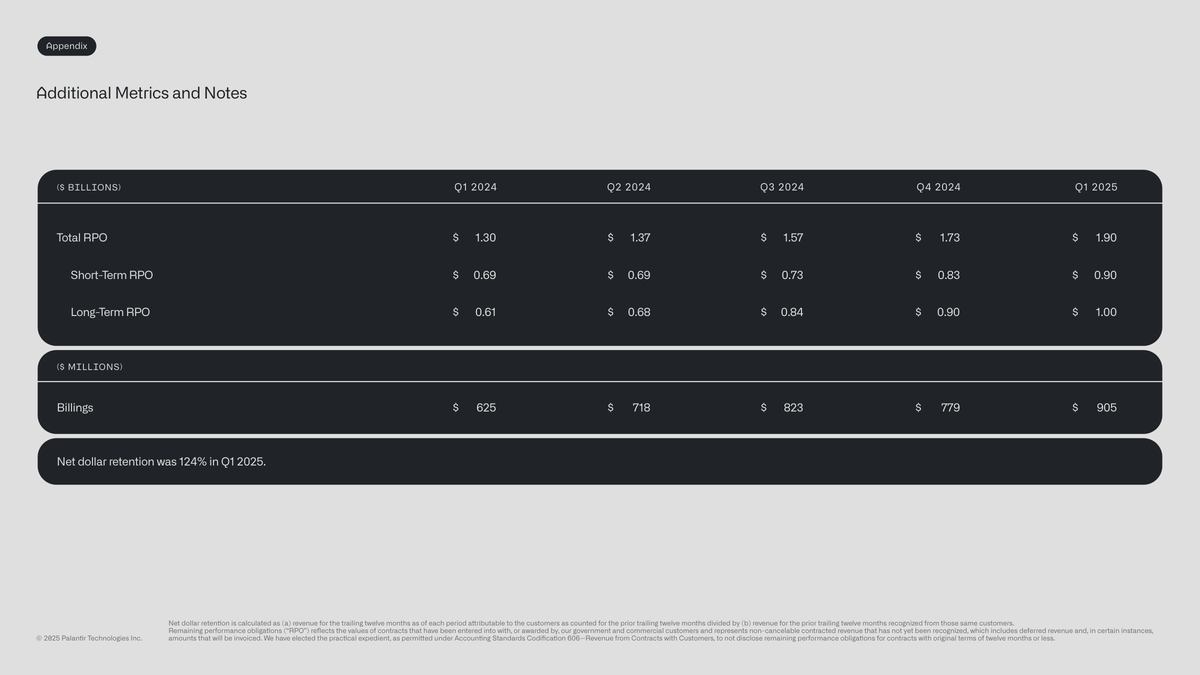 Appendix
Additional Metrics and Notes
($ BILLIONS) Q1 2024 Q2 2024 Q3 2024 Q4 2024 Q1 2025
Total RPO $ 1.30 $ 1.37 $ 1.57 $ 1.73 $ 1.90
Short-Term RPO $ 0.69 $ 0.69 $ 0.73 $ 0.83 $ 0.90
Long-Term RPO $ 0.61 $ 0.68 $ 0.84 $ 0.90 $ 1.00
($ MILLIONS)
Billings $ 625 $ 718 $ 823 $ 779 $ 905
Net dollar retention was 124% in Q1 2025.
Net dollar retention is calculated as (a) revenue for the trailing twelve months as of each period attributable to the customers as counted for the prior trailing twelve months divided by (b) revenue for the prior trailing twelve months recognized from those same customers.
Remaining performance obligations ("RPO") reflects the values of contracts that have been entered into with, or awarded by, our government and commercial customers and represents non-cancelable contracted revenue that has not yet been recognized, which includes deferred revenue and, in certain instances,
amounts that will be invoiced. We have elected the practical expedient, as permitted under Accounting Standards Codification 606—Revenue from Contracts with Customers, to not disclose remaining performance obligations for contracts with original terms of twelve months or less.
© 2025 Palantir Technologies Inc.